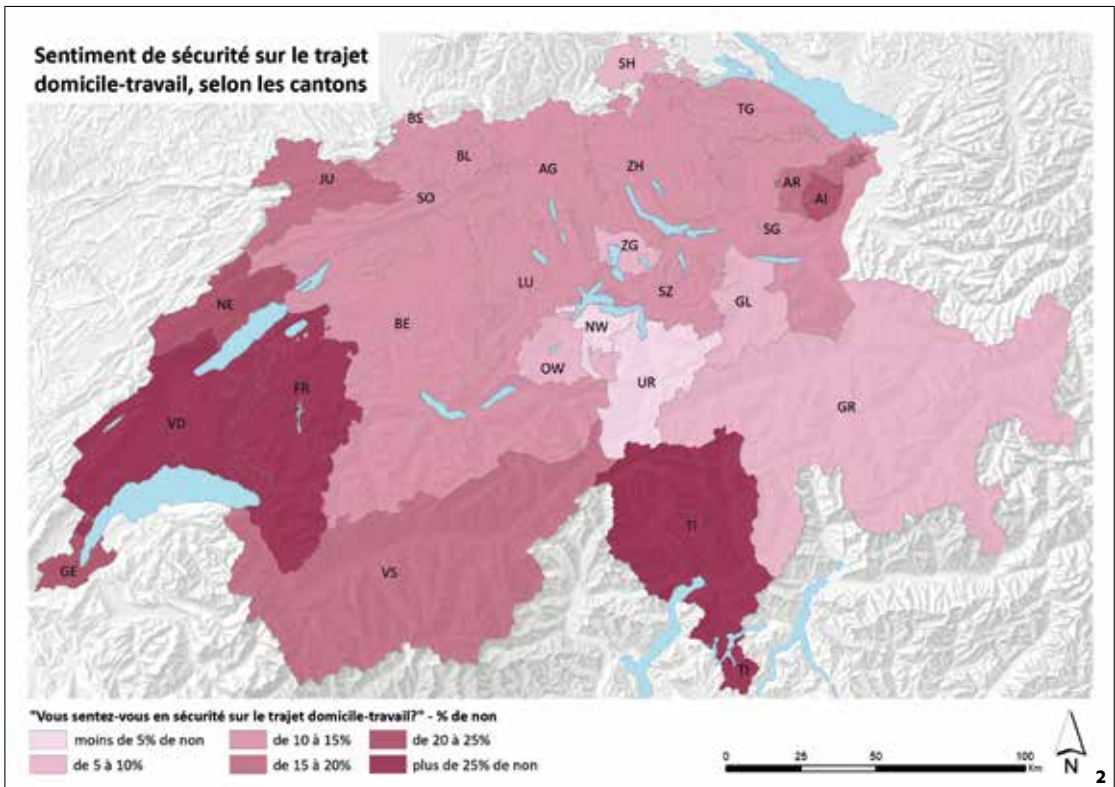 Sentiment de sécurité sur le trajet
domicile-travail, selon les cantons
SH
BS
TG
BL
AG
ZH
JU
AR
AI
SO
SG
ZG
LU
SZ
NE
GL
BE
NW
OW
UR
FR
GR
VD
TI
GE
VS
TI
"Vous sentez-vous en sécurité sur le trajet domicile-travail?" - % de non
moins de 5% de non
de 10 à 15%
de 20 à 25%
de 5 à 10%
de 15 à 20%
plus de 25% de non
0 25 50 100
Km
N
2